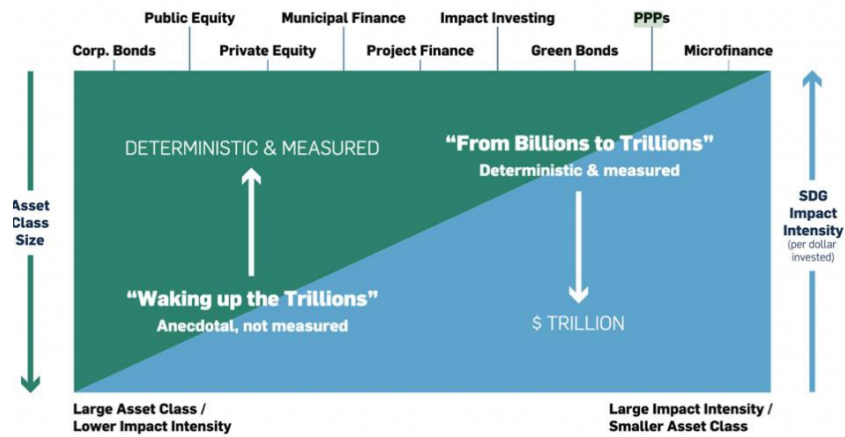 Public Equity
Municipal Finance
Impact Investing
PPPs
Corp. Bonds
Private Equity
Project Finance
Green Bonds
Microfinance
DETERMINISTIC & MEASURED
“From Billions to Trillions”
Deterministic & measured
Asset
Class
Size
SDG
Impact
Intensity
(per dollar
invested)
“Waking up the Trillions”
Anecdotal, not measured
$ TRILLION
Large Asset Class /
Lower Impact Intensity
Large Impact Intensity /
Smaller Asset Class